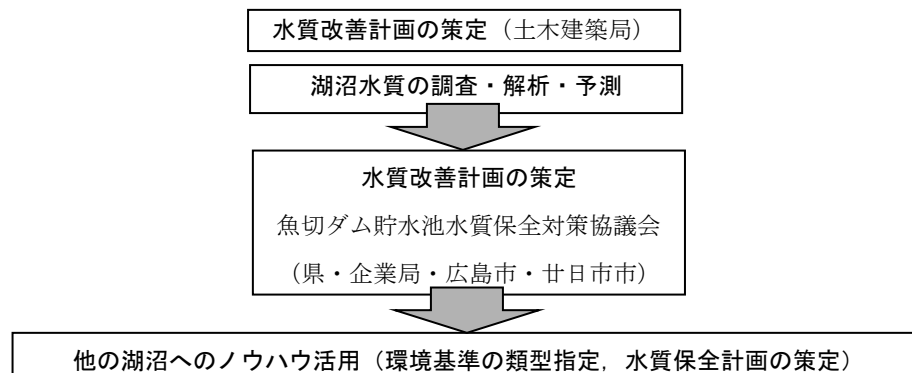 水質改善計画の策定（土木建築局）
湖沼水質の調査・解析・予測
水質改善計画の策定
魚切ダム貯水池水質保全対策協議会
（県・企業局・広島市・廿日市市）
他の湖沼へのノウハウ活用（環境基準の類型指定，水質保全計画の策定）